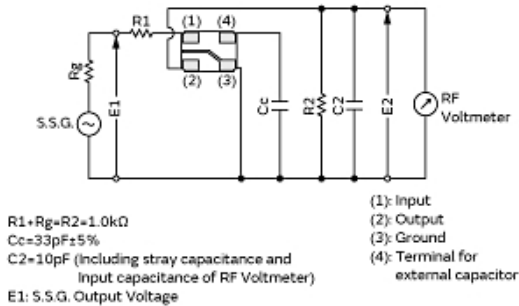 R1
(1)
(4)
Rg
(2)
(3)
S.S.G.
E1
Cc
R2
C2
E2
RF
Voltmeter
R1+Rg=R2=1.0kΩ
Cc=33pF±5%
C2=10pF (Including stray capacitance and
Input capacitance of RF Voltmeter)
E1: S.S.G. Output Voltage
(1): Input
(2): Output
(3): Ground
(4): Terminal for
external capacitor